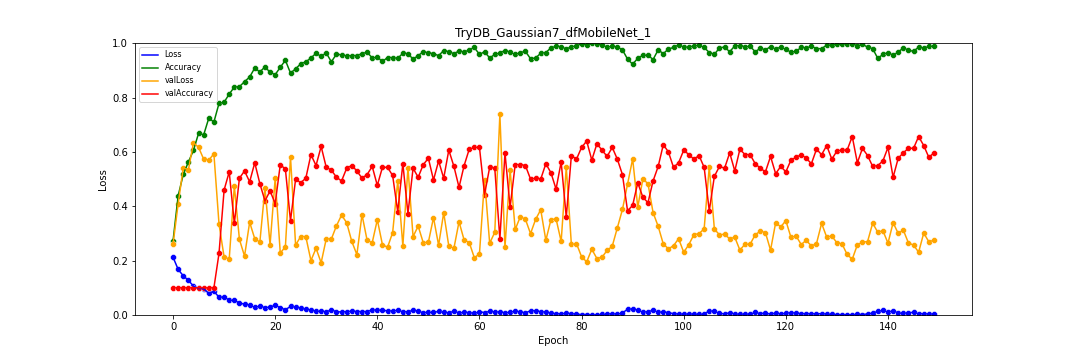 TryDB_Gaussian7_dfMobileNet_1
1.0
Loss
Accuracy
valLoss
valAccuracy
0.8
0.6
Loss
0.4
0.2
0.0
0 20 40 60 80 100 120 140
Epoch